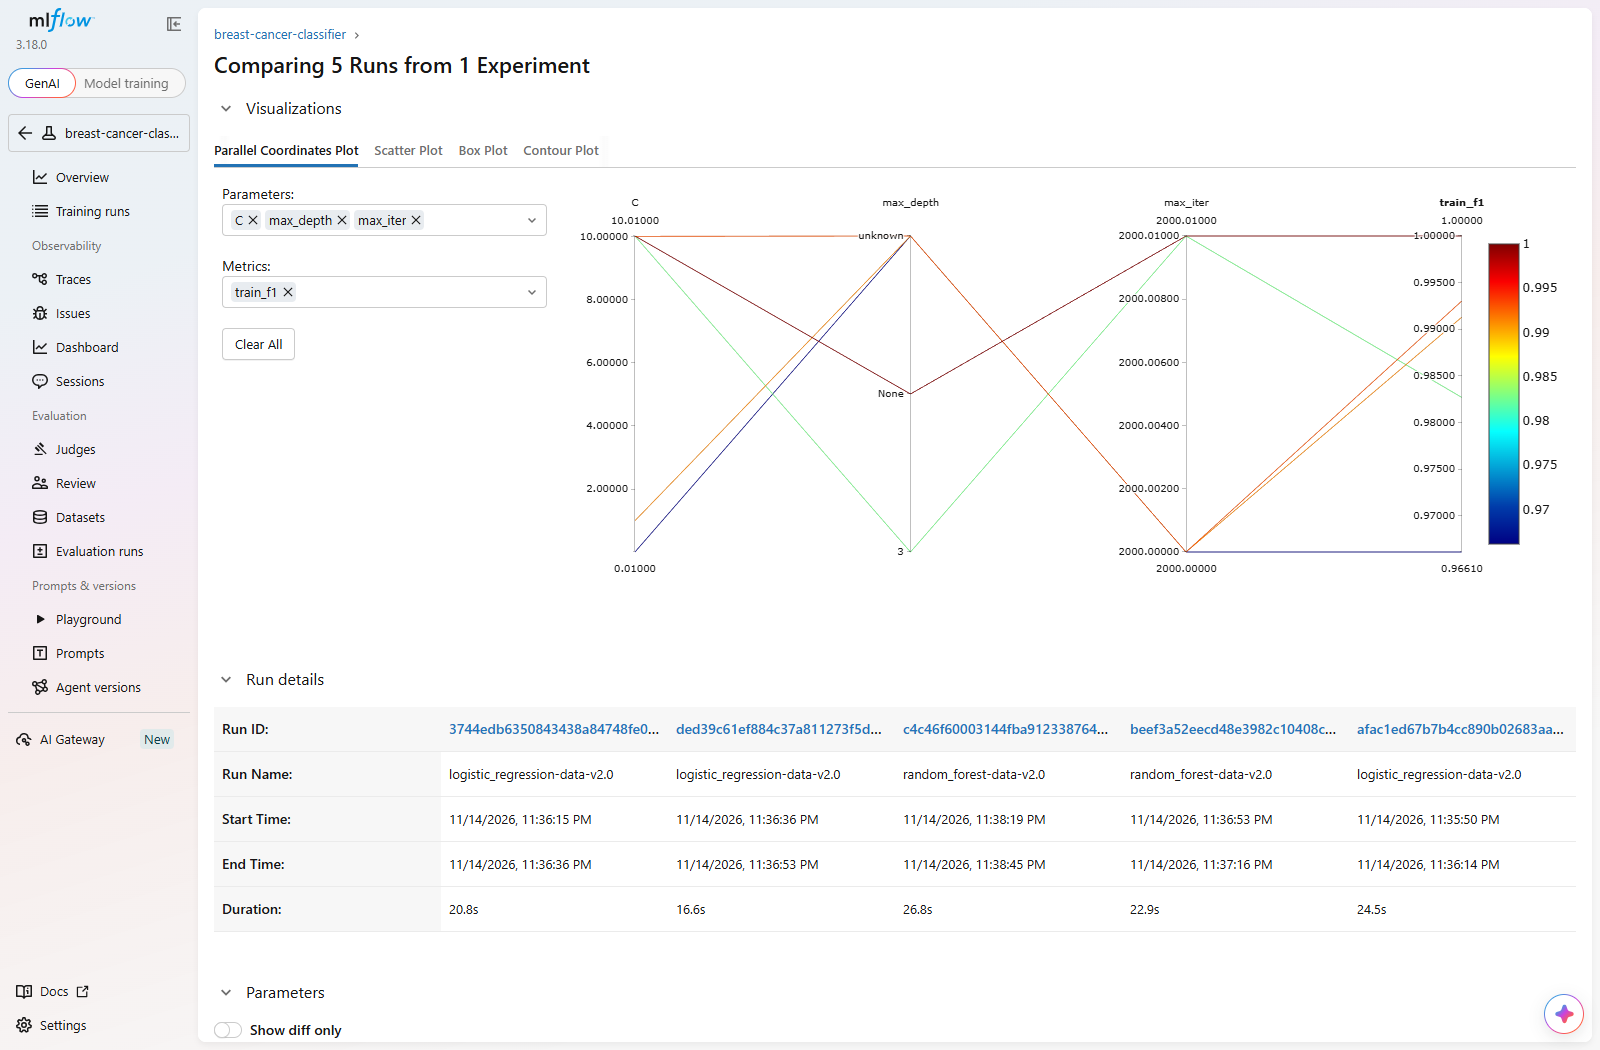 mlflow
3.18.0
GenAI
Model training
breast-cancer-clas...
Overview
Training runs
Observability
Traces
Issues
Dashboard
Sessions
Evaluation
Judges
Review
Datasets
Evaluation runs
Prompts & versions
Playground
Prompts
Agent versions
AI Gateway New
Docs
Settings
breast-cancer-classifier
Comparing 5 Runs from 1 Experiment
Visualizations
Parallel Coordinates Plot Scatter Plot Box Plot Contour Plot
Parameters:
C max_depth max_iter
Metrics:
train_f1
Clear All
C max_depth max_iter train_f1
10.01000 2000.01000 1.00000
10.00000 unknown 2000.01000 1.00000 1
0.99500 0.995
8.00000 2000.00800
0.99000 0.99
6.00000 2000.00600
0.98500 0.985
None
4.00000 2000.00400 0.98000 0.98
0.97500 0.975
2.00000 2000.00200
0.97000 0.97
3 2000.00000
0.01000 2000.00000 0.96610
Run details
Run ID: 3744edb6350843438a84748fe0... ded39c61ef884c37a811273f5d... c4c46f60003144fba912338764... beef3a52eecd48e3982c10408c... afac1ed67b7b4cc890b02683aa...
Run Name: logistic_regression-data-v2.0 logistic_regression-data-v2.0 random_forest-data-v2.0 random_forest-data-v2.0 logistic_regression-data-v2.0
Start Time: 11/14/2026, 11:36:15 PM 11/14/2026, 11:36:36 PM 11/14/2026, 11:38:19 PM 11/14/2026, 11:36:53 PM 11/14/2026, 11:35:50 PM
End Time: 11/14/2026, 11:36:36 PM 11/14/2026, 11:36:53 PM 11/14/2026, 11:38:45 PM 11/14/2026, 11:37:16 PM 11/14/2026, 11:36:14 PM
Duration: 20.8s 16.6s 26.8s 22.9s 24.5s
Parameters
Show diff only